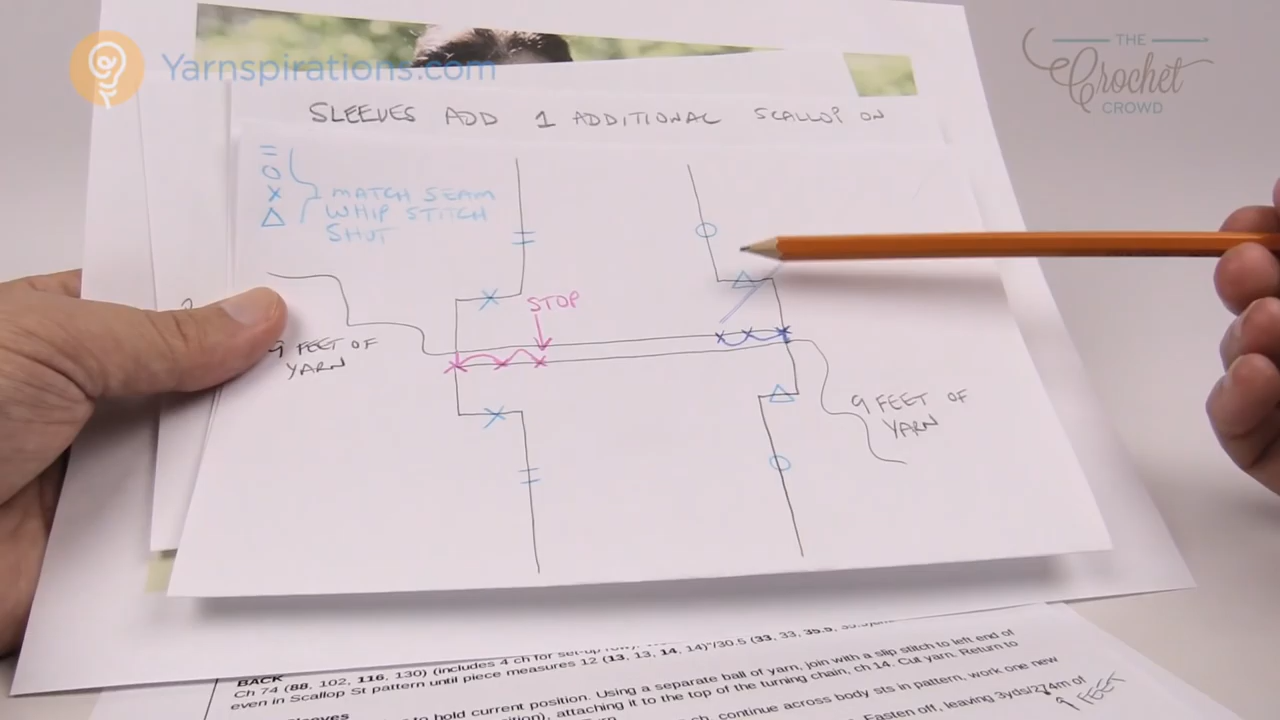 Yarnspirations.com
THE
Crochet
CROWD
SLEEVES ADD 1 ADDITIONAL SCALLOP ON
MATCH SEAM
WHIP STITCH
SHUT
STOP
9 FEET OF
YARN
9 FEET OF
YARN
BACK
Ch 74 (88, 102, 116, 130) (includes 4 ch for set-up row).
even in Scallop St pattern until piece measures 12 (13, 13, 14, 14)"/30.5 (33, 33, 35.5,
to hold current position. Using a separate ball of yarn, join with a slip stitch to left end of
attaching it to the top of the turning chain, ch 14. Cut yarn. Return to
continue across body sts in pattern, work one new
Fasten off, leaving 3yds/274m of
9 FEET